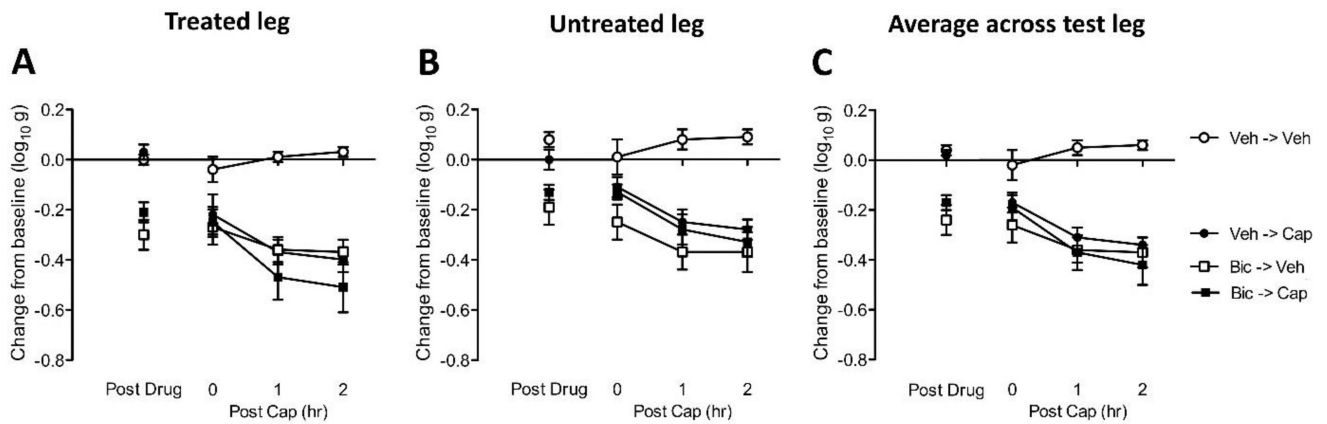 Treated leg
Untreated leg
Average across test leg
A
B
C
Change from baseline (log10 g)
0.2
0.0
-0.2
-0.4
-0.6
-0.8
Post Drug 0 1 2
Post Cap (hr)
Change from baseline (log10 g)
0.2
0.0
-0.2
-0.4
-0.6
-0.8
Post Drug 0 1 2
Post Cap (hr)
Change from baseline (log10 g)
0.2
0.0
-0.2
-0.4
-0.6
-0.8
Post Drug 0 1 2
Post Cap (hr)
Veh -> Veh
Veh -> Cap
Bic -> Veh
Bic -> Cap